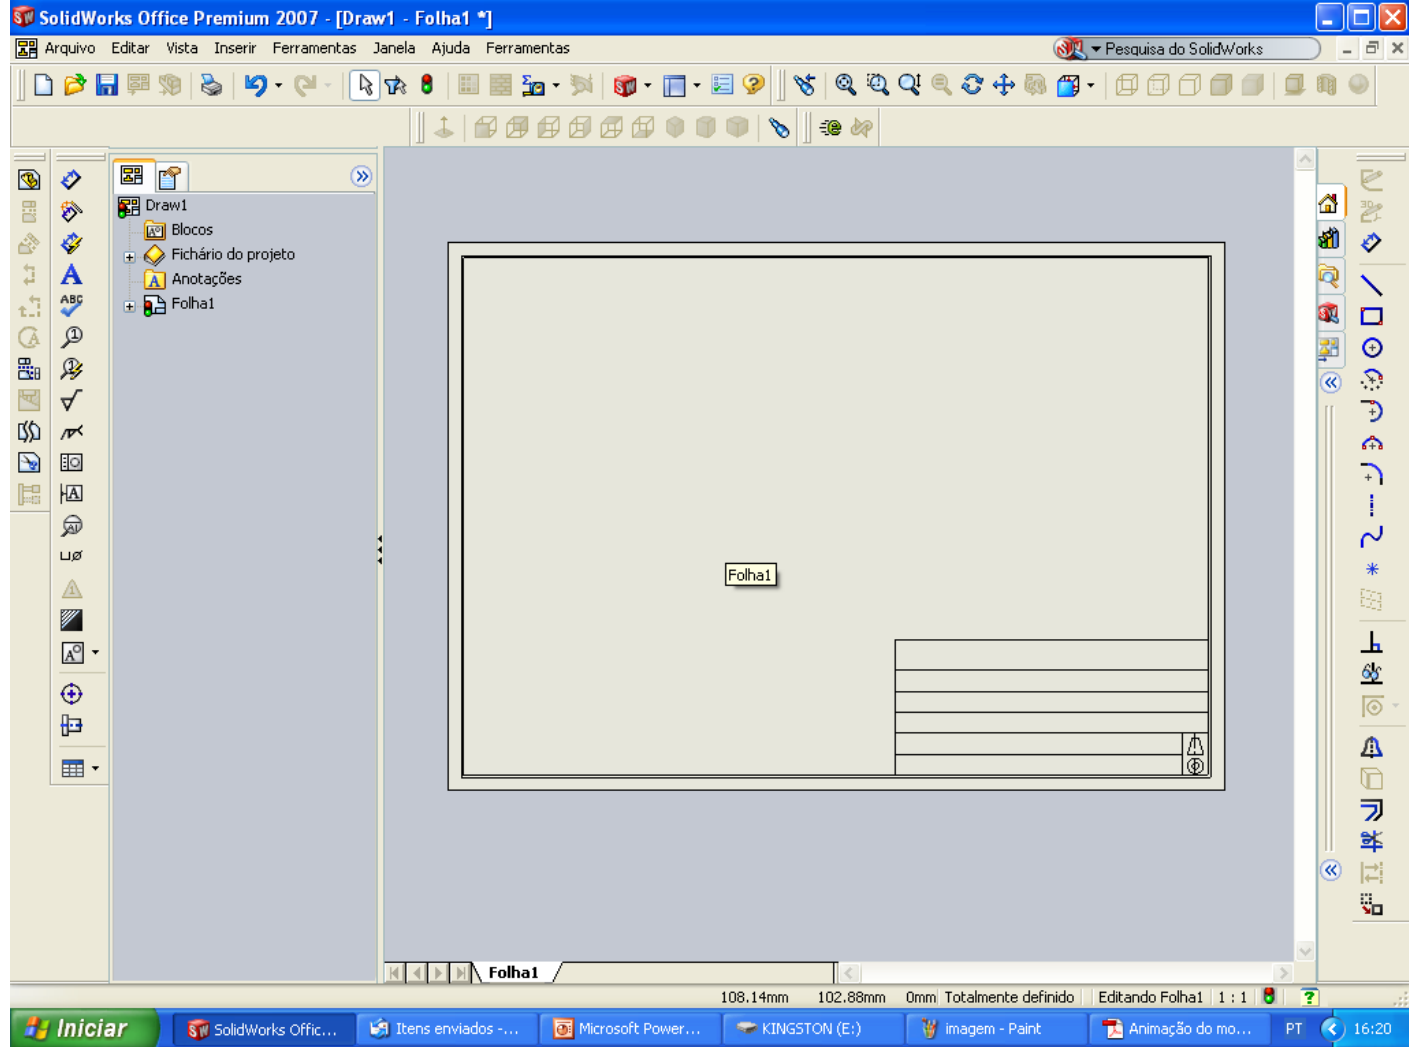 SolidWorks Office Premium 2007 - [Draw1 - Folha1 *]
Arquivo Editar Vista Inserir Ferramentas Janela Ajuda Ferramentas
Pesquisa do SolidWorks
Draw1
Blocos
Fichário do projeto
Anotações
Folha1
Folha1
Folha1
108.14mm 102.88mm 0mm Totalmente definido Editando Folha1 1 : 1
Iniciar SolidWorks Offic... Itens enviados -... Microsoft Power... KINGSTON (E:) imagem - Paint Animação do mo... PT 16:20